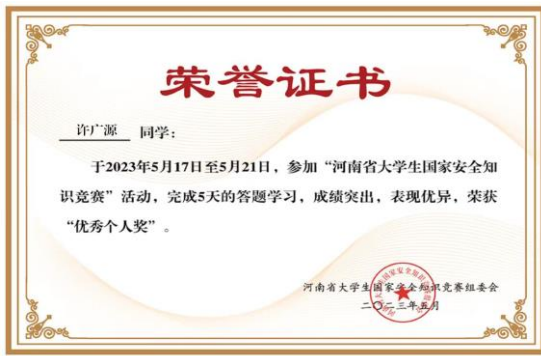 荣誉证书
许广源 同学：
于2023年5月17日至5月21日，参加“河南省大学生国家安全知
识竞赛”活动，完成5天的答题学习，成绩突出，表现优异，荣获
“优秀个人奖”。
河南省大学生国家安全知识竞赛组委会
二〇二三年五月